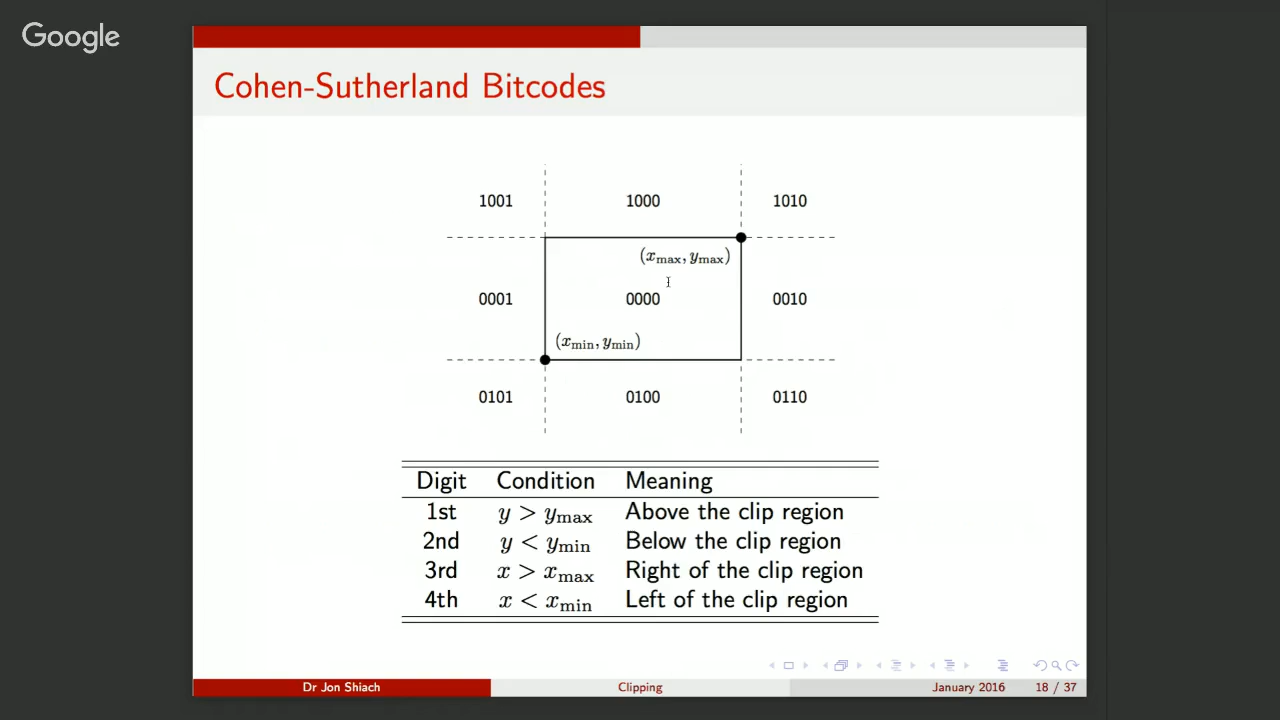 Google
Cohen-Sutherland Bitcodes
1001 1000 1010
(xmax, ymax)
0001 0000 0010
(xmin, ymin)
0101 0100 0110
Digit Condition Meaning
1st y > ymax Above the clip region
2nd y < ymin Below the clip region
3rd x > xmax Right of the clip region
4th x < xmin Left of the clip region
Dr Jon Shiach Clipping January 2016 18 / 37